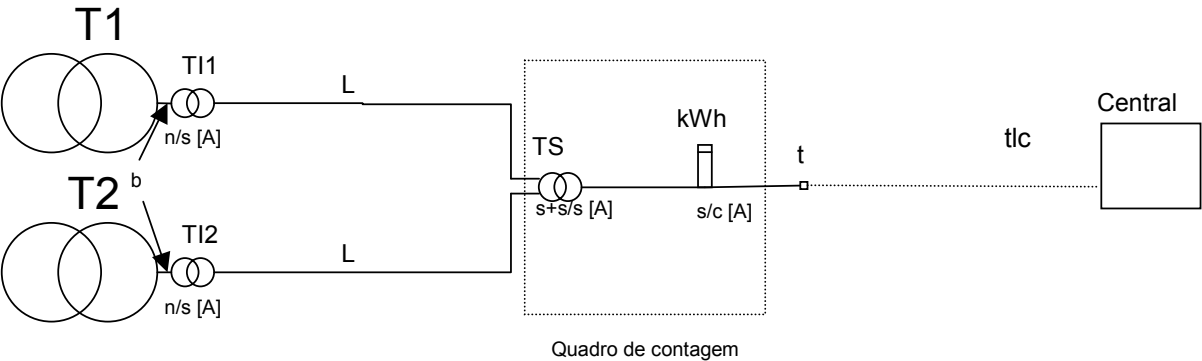 T1
TI1
n/s [A]
L
b
T2
TI2
n/s [A]
L
TS
s+s/s [A]
kWh
s/c [A]
t
tlc
Central
Quadro de contagem